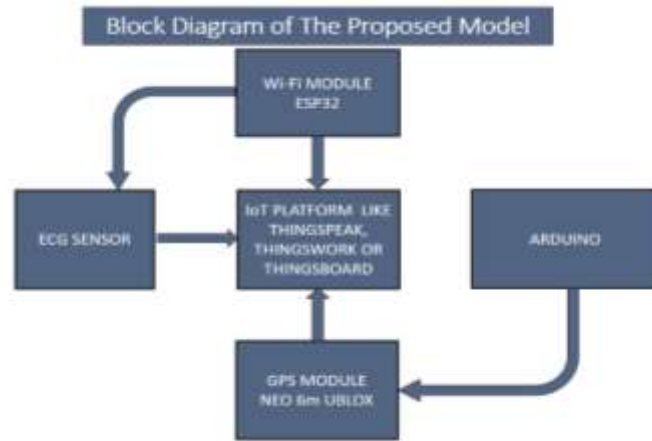 Block Diagram of The Proposed Model
Wi-Fi MODULE
ESP32
ECG SENSOR
IoT PLATFORM LIKE
THINGSPEAK,
THINGSWORK OR
THINGSBOARD
ARDUINO
GPS MODULE
NEO 6m UBLOX